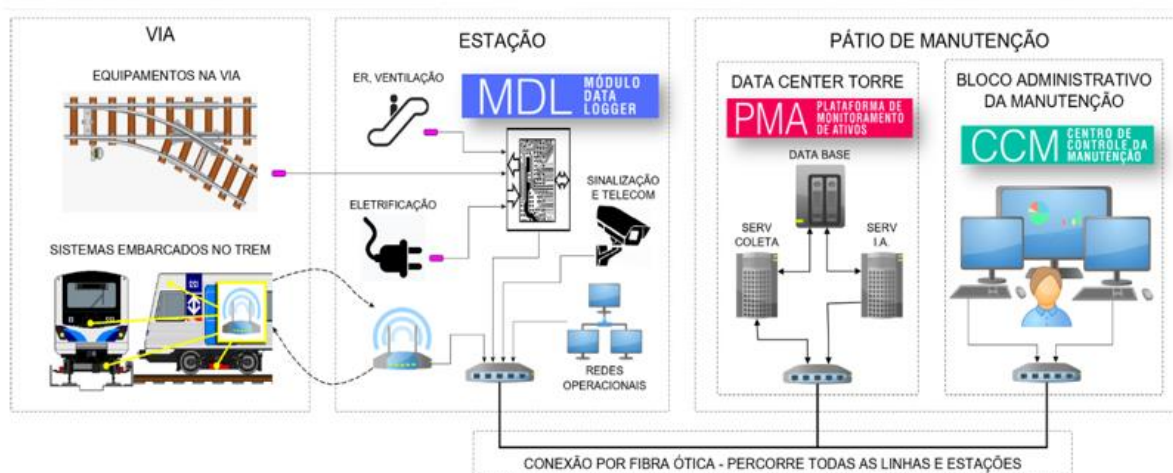 VIA
EQUIPAMENTOS NA VIA
SISTEMAS EMBARCADOS NO TREM
ESTAÇÃO
ER, VENTILAÇÃO
MDL
MÓDULO
DATA
LOGGER
ELETRIFICAÇÃO
SINALIZAÇÃO
E TELECOM
REDES
OPERACIONAIS
PÁTIO DE MANUTENÇÃO
DATA CENTER TORRE
PMA
PLATAFORMA DE
MONITORAMENTO
DE ATIVOS
DATA BASE
SERV
COLETA
SERV
I.A.
BLOCO ADMINISTRATIVO
DA MANUTENÇÃO
CCM
CENTRO DE
CONTROLE DA
MANUTENÇÃO
CONEXÃO POR FIBRA ÓTICA - PERCORRE TODAS AS LINHAS E ESTAÇÕES